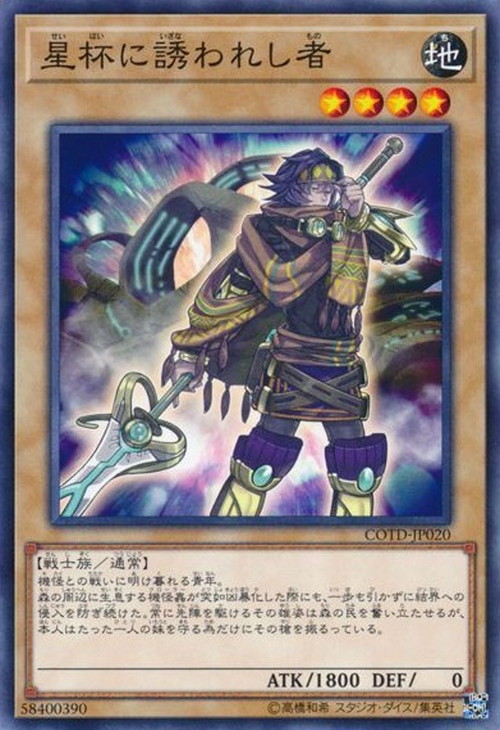 星杯に誘われし者
地
COTD-JP020
【戦士族／通常】
機怪との戦いに明け暮れる青年。
森の周辺に生息する機怪蟲が突如凶暴化した際にも、一歩も引かずに結界への
侵入を防ぎ続けた。常に先陣を駆けるその雄姿は森の民を奮い立たせるが、
本人はたった一人の妹を守る為だけにその槍を振るっている。
ATK/1800 DEF/ 0
58400390
©高橋和希 スタジオ・ダイス/集英社